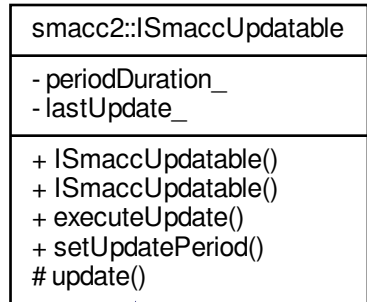 smacc2::ISmaccUpdatable
- periodDuration_
- lastUpdate_
+ ISmaccUpdatable()
+ ISmaccUpdatable()
+ executeUpdate()
+ setUpdatePeriod()
# update()